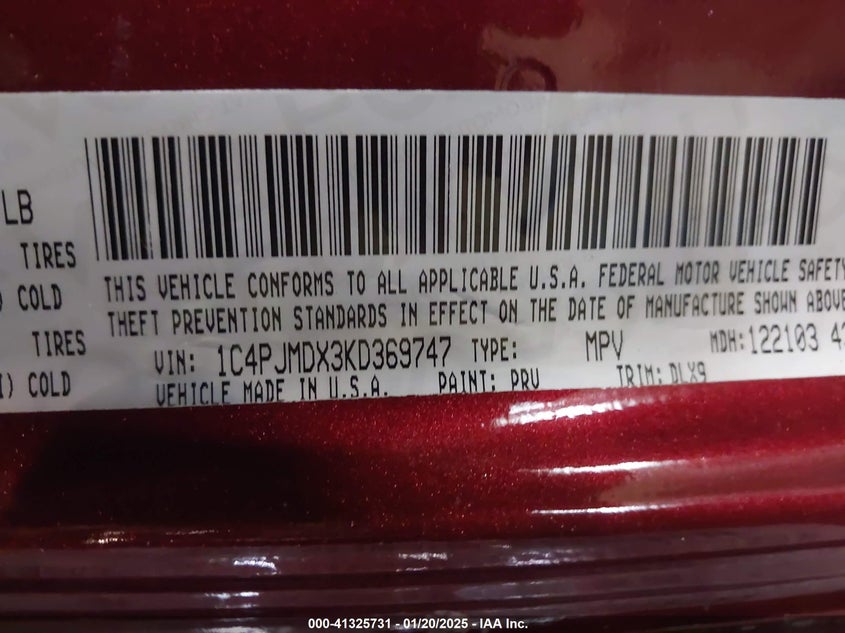 LB
TIRES
COLD
THIS VEHICLE CONFORMS TO ALL APPLICABLE U.S.A. FEDERAL MOTOR VEHICLE SAFETY
THEFT PREVENTION STANDARDS IN EFFECT ON THE DATE OF MANUFACTURE SHOWN ABOVE
TIRES
VIN: 1C4PJMDX3KD369747 TYPE: MPV MDH:122103 4
) COLD
VEHICLE MADE IN U.S.A. PAINT: PRV TRIM: DLX9
000-41325731 - 01/20/2025 - IAA Inc.